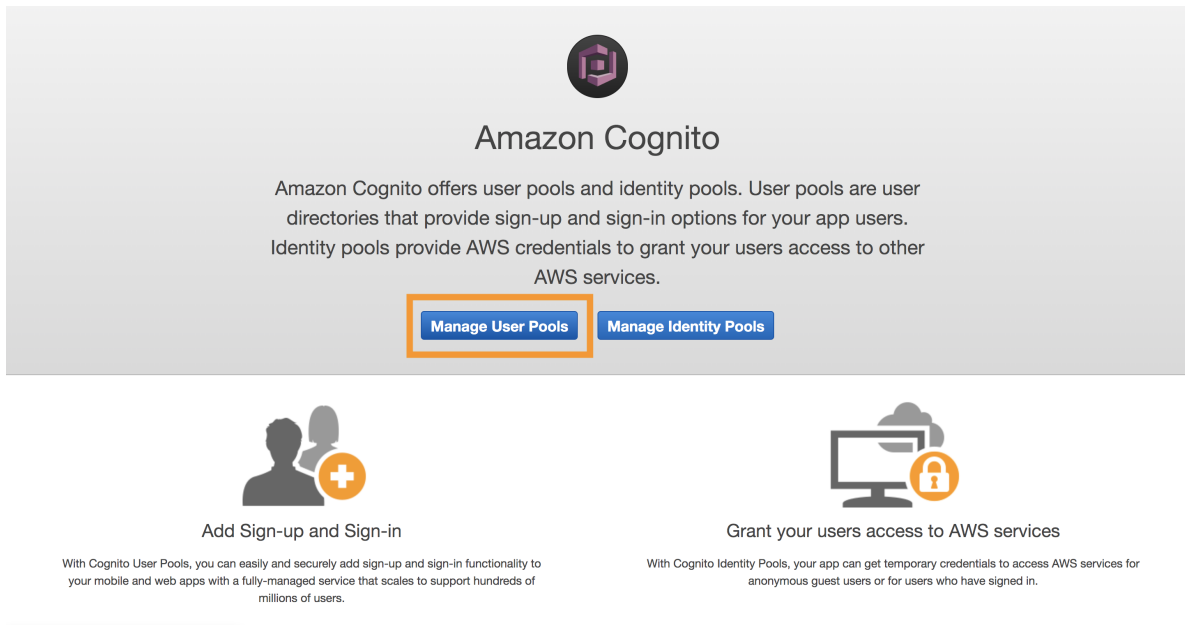 Amazon Cognito
Amazon Cognito offers user pools and identity pools. User pools are user
directories that provide sign-up and sign-in options for your app users.
Identity pools provide AWS credentials to grant your users access to other
AWS services.
Manage User Pools
Manage Identity Pools
Add Sign-up and Sign-in
With Cognito User Pools, you can easily and securely add sign-up and sign-in functionality to
your mobile and web apps with a fully-managed service that scales to support hundreds of
millions of users.
Grant your users access to AWS services
With Cognito Identity Pools, your app can get temporary credentials to access AWS services for
anonymous guest users or for users who have signed in.